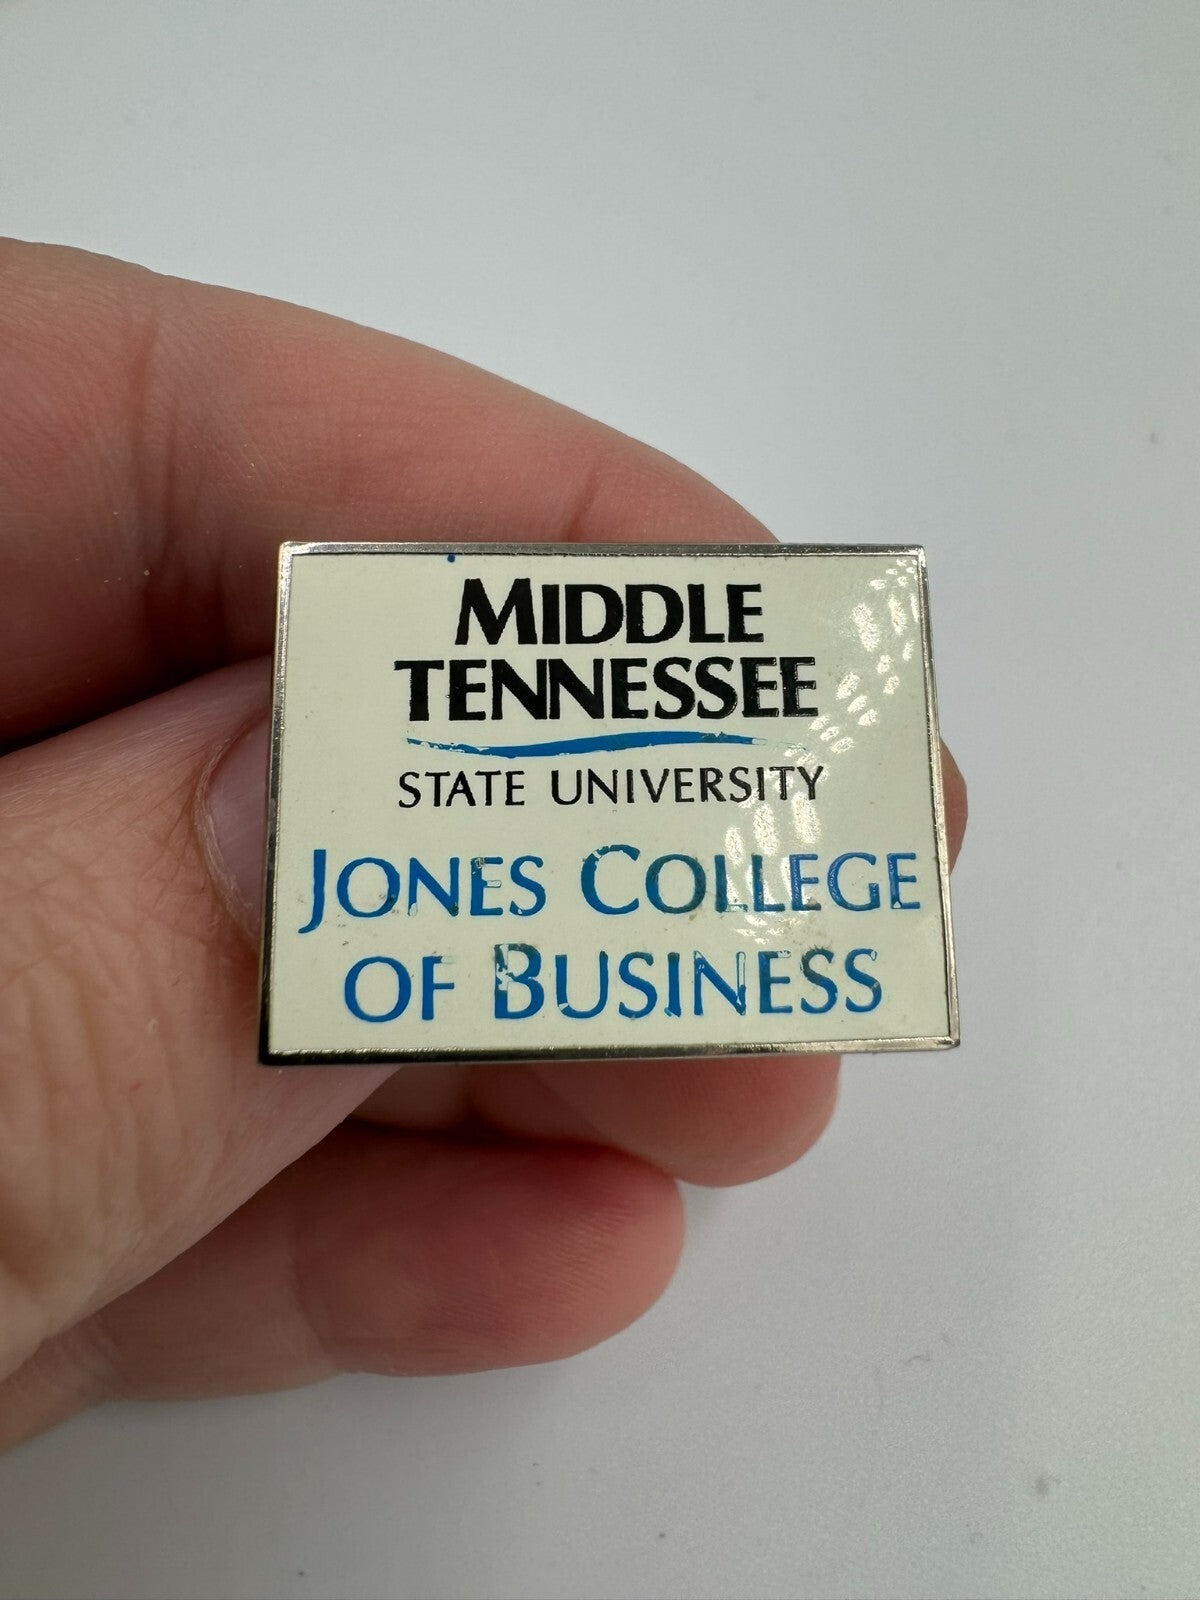 MIDDLE
TENNESSEE
STATE UNIVERSITY
JONES COLLEGE
OF BUSINESS